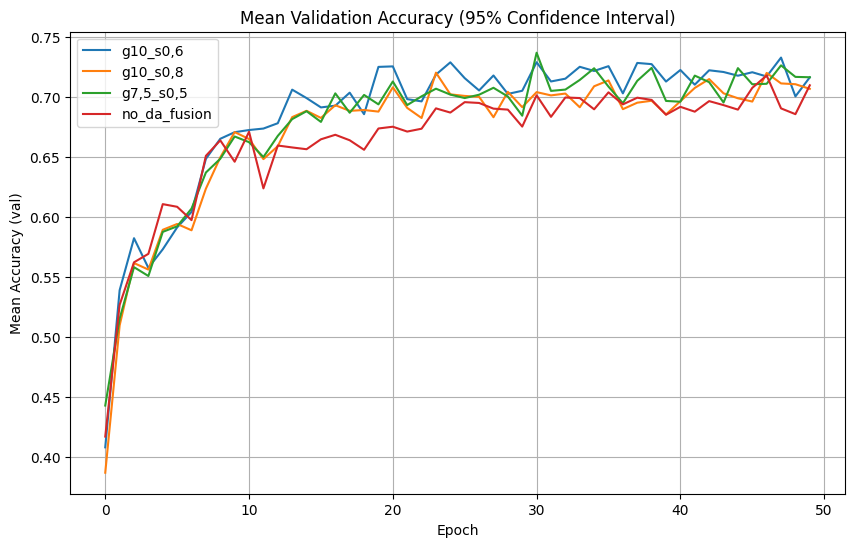 Mean Validation Accuracy (95% Confidence Interval)
g10_s0,6
g10_s0,8
g7,5_s0,5
no_da_fusion
Mean Accuracy (val)
0.75
0.70
0.65
0.60
0.55
0.50
0.45
0.40
0 10 20 30 40 50
Epoch